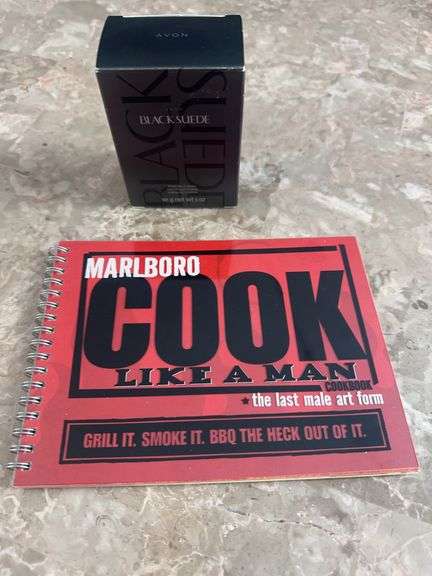 AVON
BLACK
SUEDE
BLACK SUEDE
MARLBORO
COOK
LIKE A MAN
COOKBOOK
★ the last male art form
GRILL IT. SMOKE IT. BBQ THE HECK OUT OF IT.